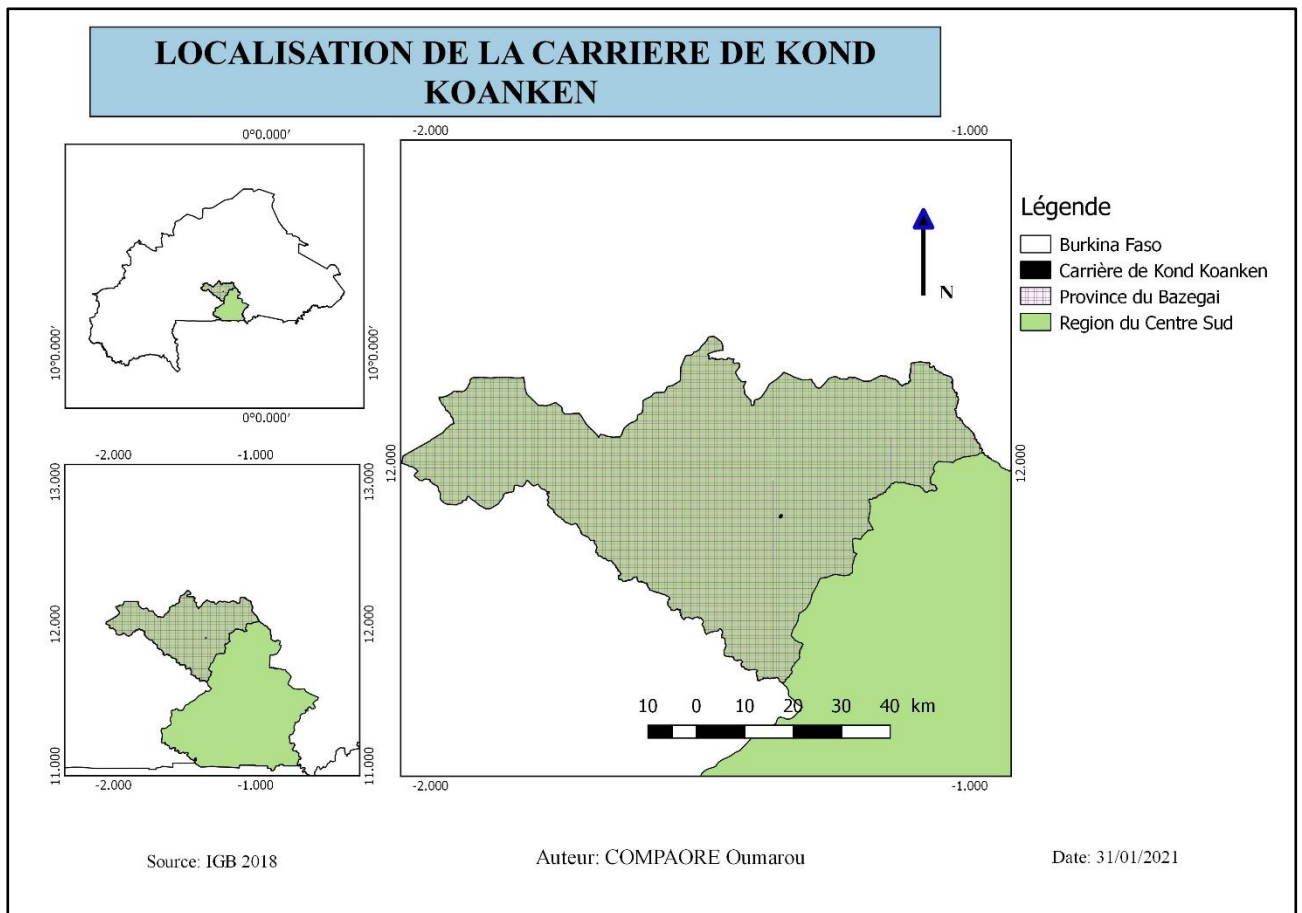 LOCALISATION DE LA CARRIERE DE KOND
KOANKEN
0°0.000'
10°0.000'
10°0.000'
0°0.000'
-2.000
-1.000
13.000
13.000
12.000
12.000
11.000
11.000
-2.000
-1.000
-2.000
-1.000
12.000
12.000
N
10 0 10 20 30 40 km
-2.000
-1.000
Légende
Burkina Faso
Carrière de Kond Koanken
Province du Bazegai
Region du Centre Sud
Source: IGB 2018
Auteur: COMPAORE Oumarou
Date: 31/01/2021